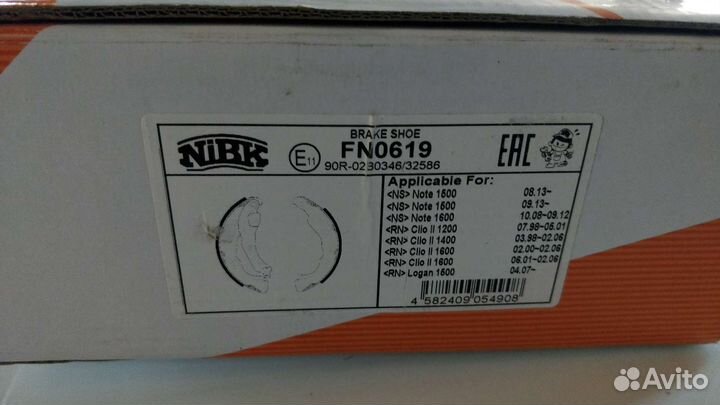 NiBK
E11
BRAKE SHOE
FN0619
90R-02B0346/32586
EAC
Applicable For:
<NS> Note 1500 08.13~
<NS> Note 1500 09.13~
<NS> Note 1600 10.08~09.12
<RN> Clio II 1200 07.98~05.01
<RN> Clio II 1400 03.98~02.06
<RN> Clio II 1600 02.00~02.06
<RN> Clio II 1600 06.01~02.06
<RN> Logan 1500 04.07~
4 582409 054908
Avito